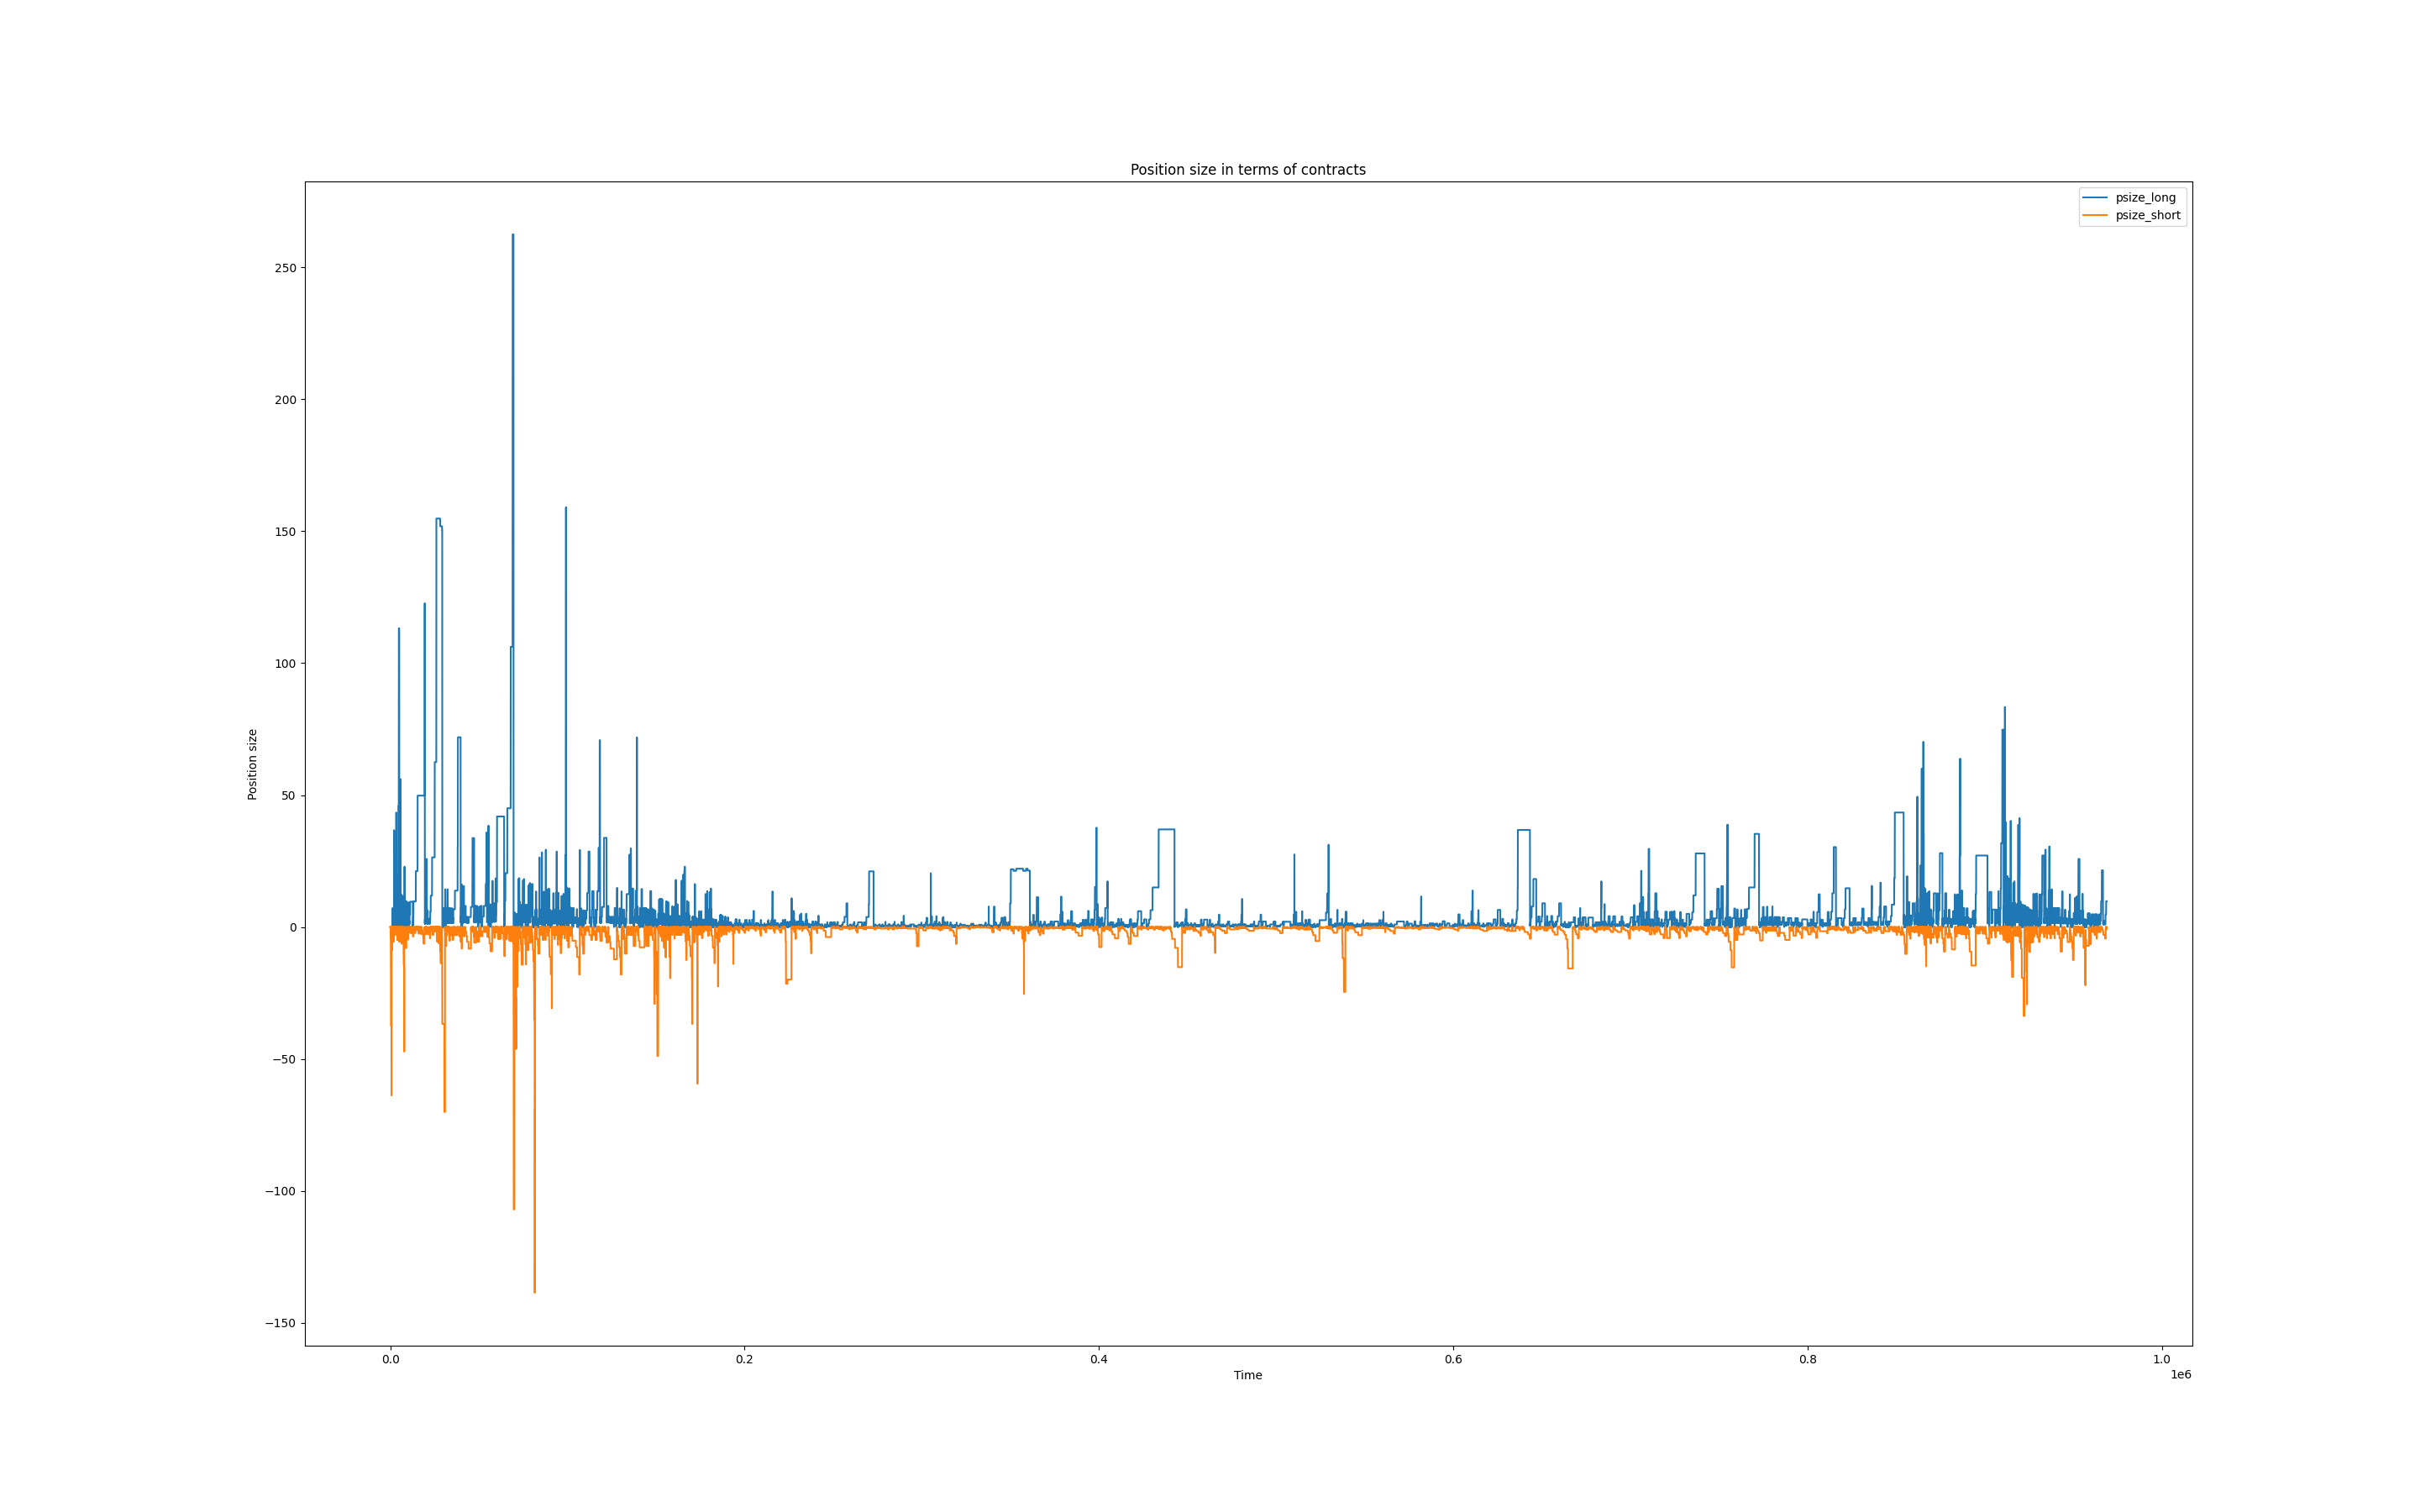 Position size in terms of contracts
psize_long
psize_short
Position size
250
200
150
100
50
0
−50
−100
−150
0.0
0.2
0.4
0.6
0.8
1.0
1e6
Time